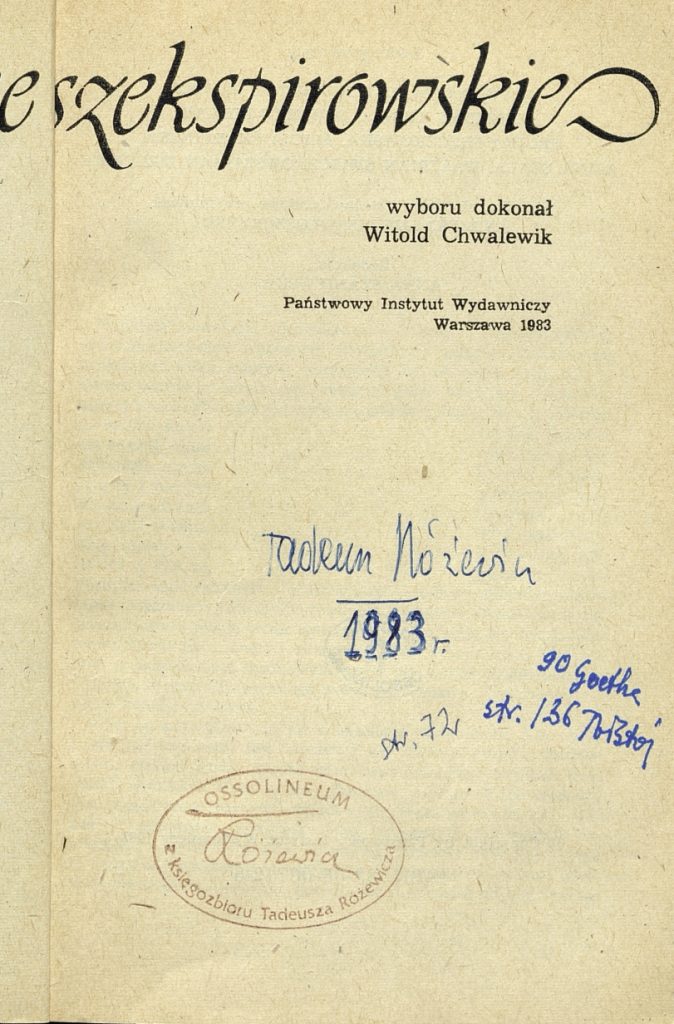 e szekspirowskie
wyboru dokonał
Witold Chwalewik
Państwowy Instytut Wydawniczy
Warszawa 1983
Tadeusz Różewicz
1983 r.
90 Goethe
str. 136 Tołstoj
str. 72
OSSOLINEUM
Różewicz
z księgozbioru Tadeusza Różewicza